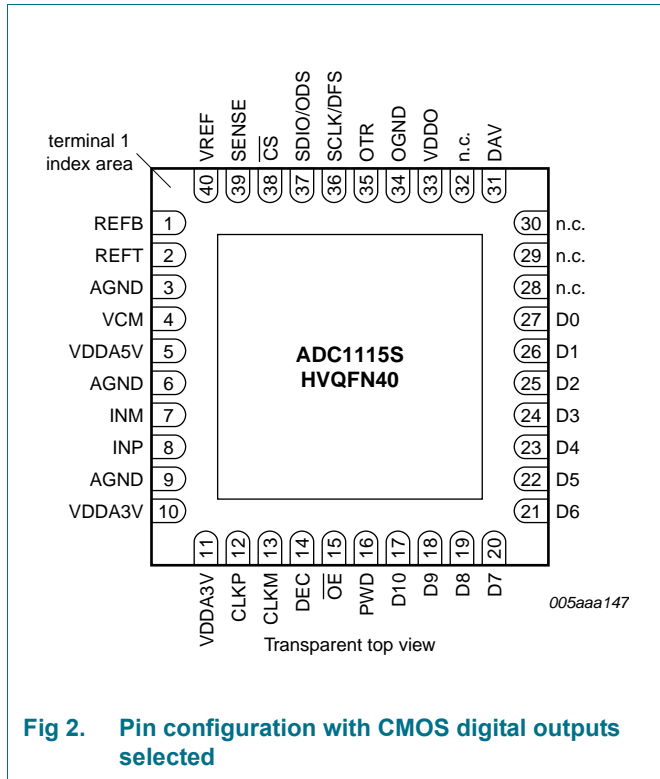 terminal 1
index area
VREF
SENSE
C̅S̅
SDIO/ODS
SCLK/DFS
OTR
OGND
VDDO
n.c.
DAV
40
39
38
37
36
35
34
33
32
31
REFB 1
REFT 2
AGND 3
VCM 4
VDDA5V 5
AGND 6
INM 7
INP 8
AGND 9
VDDA3V 10
ADC1115S
HVQFN40
30 n.c.
29 n.c.
28 n.c.
27 D0
26 D1
25 D2
24 D3
23 D4
22 D5
21 D6
11
12
13
14
15
16
17
18
19
20
VDDA3V
CLKP
CLKM
DEC
O̅E̅
PWD
D10
D9
D8
D7
005aaa147
Transparent top view
Fig 2. Pin configuration with CMOS digital outputs
selected